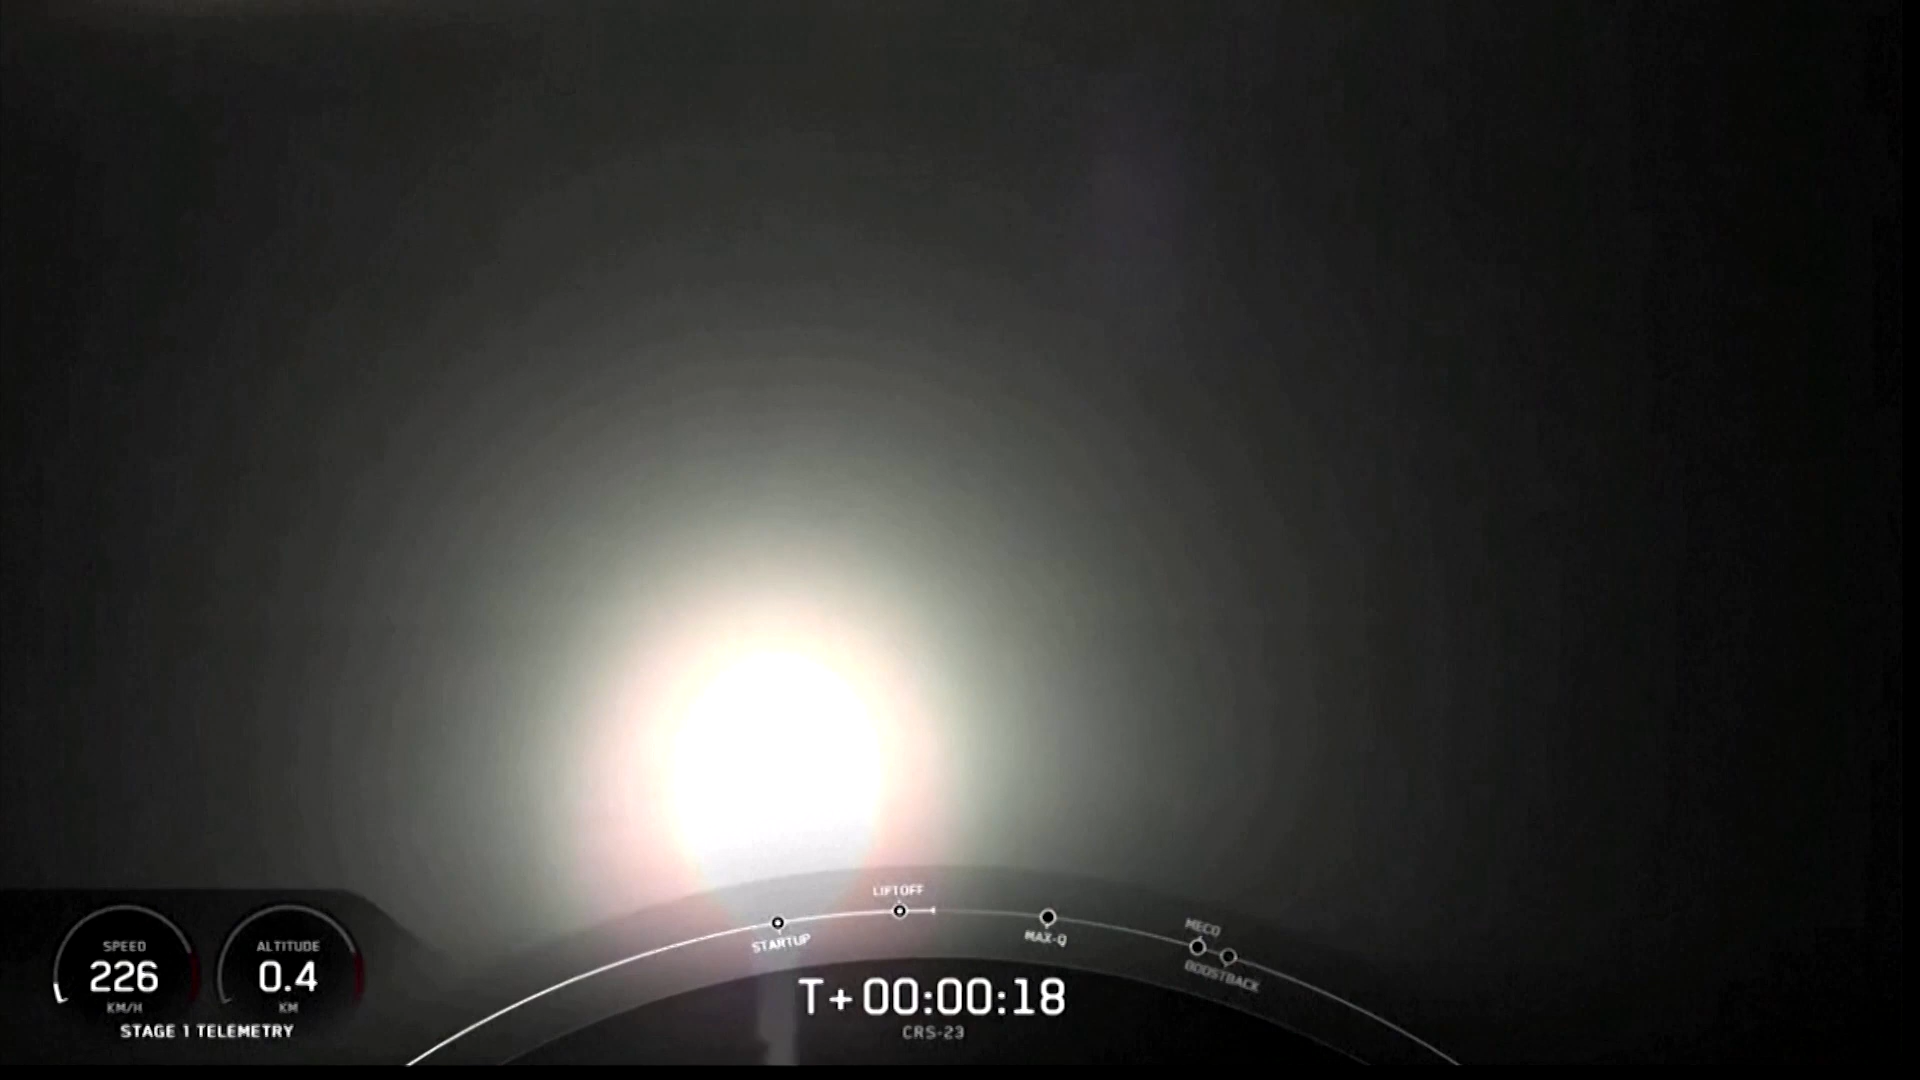 LIFTOFF
STARTUP
MAX-Q
MECO
BOOSTBACK
SPEED
226
KM/H
ALTITUDE
0.4
KM
STAGE 1 TELEMETRY
T+00:00:18
CRS-23